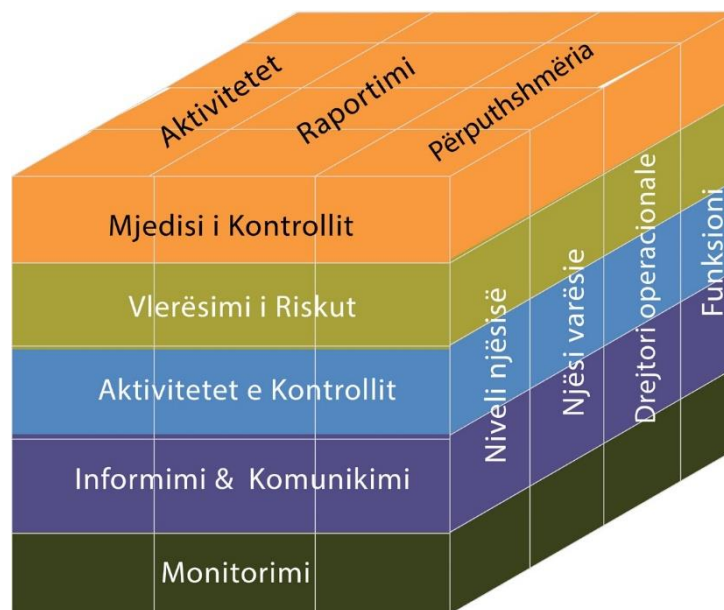 Aktivitetet
Raportimi
Përputhshmëria
Mjedisi i Kontrollit
Vlerësimi i Riskut
Aktivitetet e Kontrollit
Informimi & Komunikimi
Monitorimi
Niveli njësisë
Njësi varësie
Drejtori operacionale
Funksioni